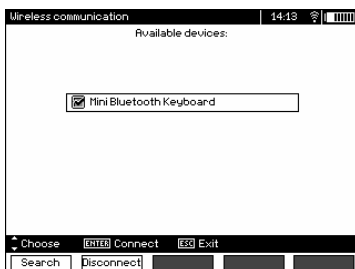 Wireless communication 14:13
Available devices:
Mini Bluetooth Keyboard
Choose ENTER Connect ESC Exit
Search Disconnect